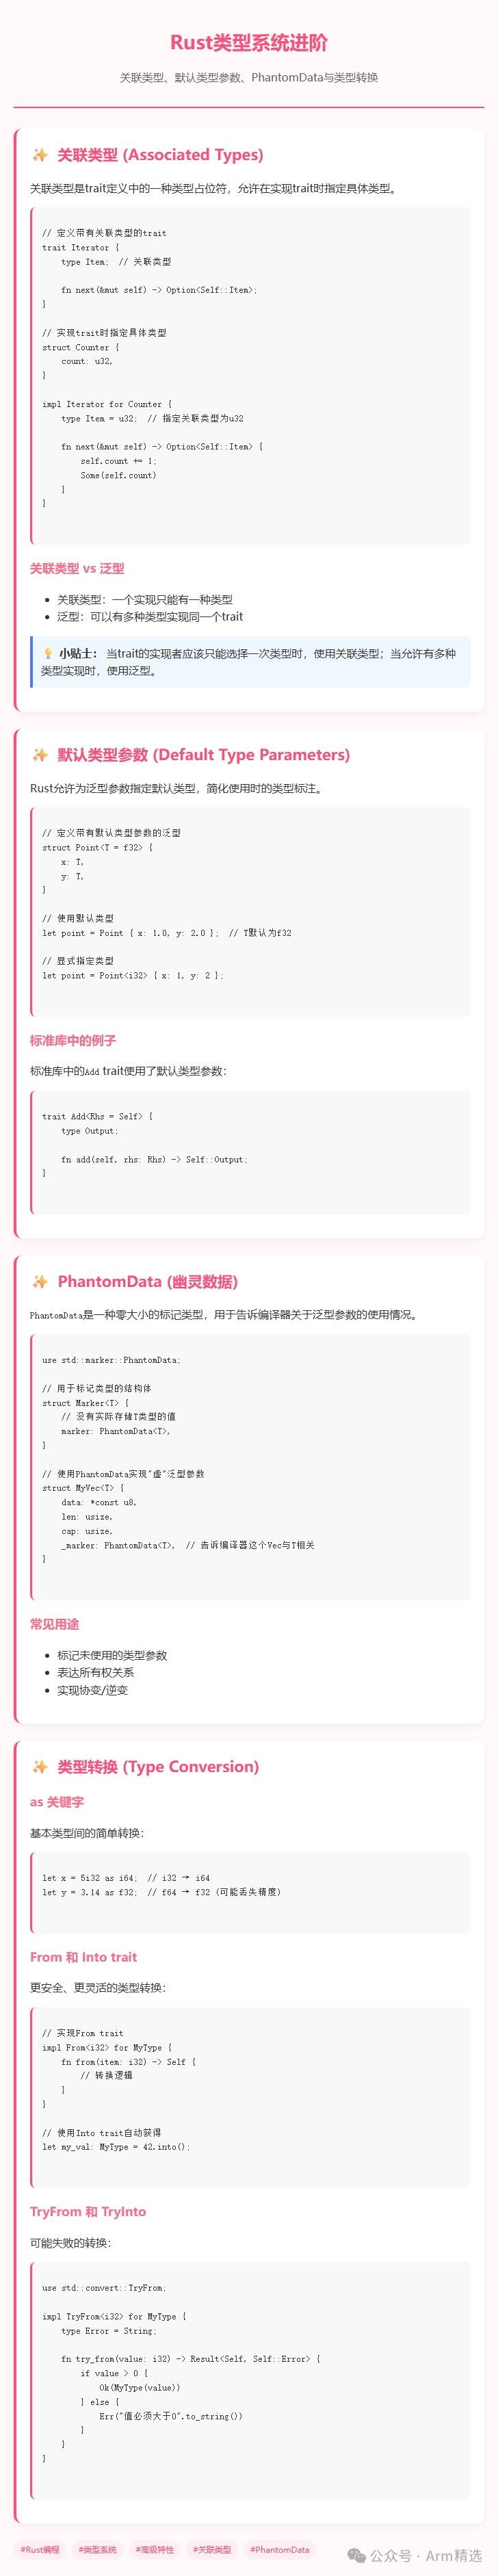 Rust类型系统进阶
关联类型、默认类型参数、PhantomData与类型转换
✨ 关联类型 (Associated Types)
关联类型是trait定义中的一种类型占位符，允许在实现trait时指定具体类型。
// 定义带有关联类型的trait
trait Iterator {
    type Item;  // 关联类型
    fn next(&mut self) -> Option<Self::Item>;
}
// 实现trait时指定具体类型
struct Counter {
    count: u32,
}
impl Iterator for Counter {
    type Item = u32;  // 指定关联类型为u32
    fn next(&mut self) -> Option<Self::Item> {
        self.count += 1;
        Some(self.count)
    }
}
关联类型 vs 泛型
• 关联类型：一个实现只能有一种类型
• 泛型：可以有多种类型实现同一个trait
💡 小贴士： 当trait的实现者应该只能选择一次类型时，使用关联类型；当允许有多种
类型实现时，使用泛型。
✨ 默认类型参数 (Default Type Parameters)
Rust允许为泛型参数指定默认类型，简化使用时的类型标注。
// 定义带有默认类型参数的泛型
struct Point<T = f32> {
    x: T,
    y: T,
}
// 使用默认类型
let point = Point { x: 1.0, y: 2.0 };  // T默认为f32
// 显式指定类型
let point = Point<i32> { x: 1, y: 2 };
标准库中的例子
标准库中的Add trait使用了默认类型参数：
trait Add<Rhs = Self> {
    type Output;
    fn add(self, rhs: Rhs) -> Self::Output;
}
✨ PhantomData (幽灵数据)
PhantomData是一种零大小的标记类型，用于告诉编译器关于泛型参数的使用情况。
use std::marker::PhantomData;
// 用于标记类型的结构体
struct Marker<T> {
    // 没有实际存储T类型的值
    marker: PhantomData<T>,
}
// 使用PhantomData实现"虚"泛型参数
struct MyVec<T> {
    data: *const u8,
    len: usize,
    cap: usize,
    _marker: PhantomData<T>,  // 告诉编译器这个Vec与T相关
}
常见用途
• 标记未使用的类型参数
• 表达所有权关系
• 实现协变/逆变
✨ 类型转换 (Type Conversion)
as 关键字
基本类型间的简单转换：
let x = 5i32 as i64;  // i32 → i64
let y = 3.14 as f32;  // f64 → f32 (可能丢失精度)
From 和 Into trait
更安全、更灵活的类型转换：
// 实现From trait
impl From<i32> for MyType {
    fn from(item: i32) -> Self {
        // 转换逻辑
    }
}
// 使用Into trait自动获得
let my_val: MyType = 42.into();
TryFrom 和 TryInto
可能失败的转换：
use std::convert::TryFrom;
impl TryFrom<i32> for MyType {
    type Error = String;
    fn try_from(value: i32) -> Result<Self, Self::Error> {
        if value > 0 {
            Ok(MyType(value))
        } else {
            Err("值必须大于0".to_string())
        }
    }
}
#Rust编程 #类型系统 #高级特性 #关联类型 #PhantomData
公众号 · Arm精选